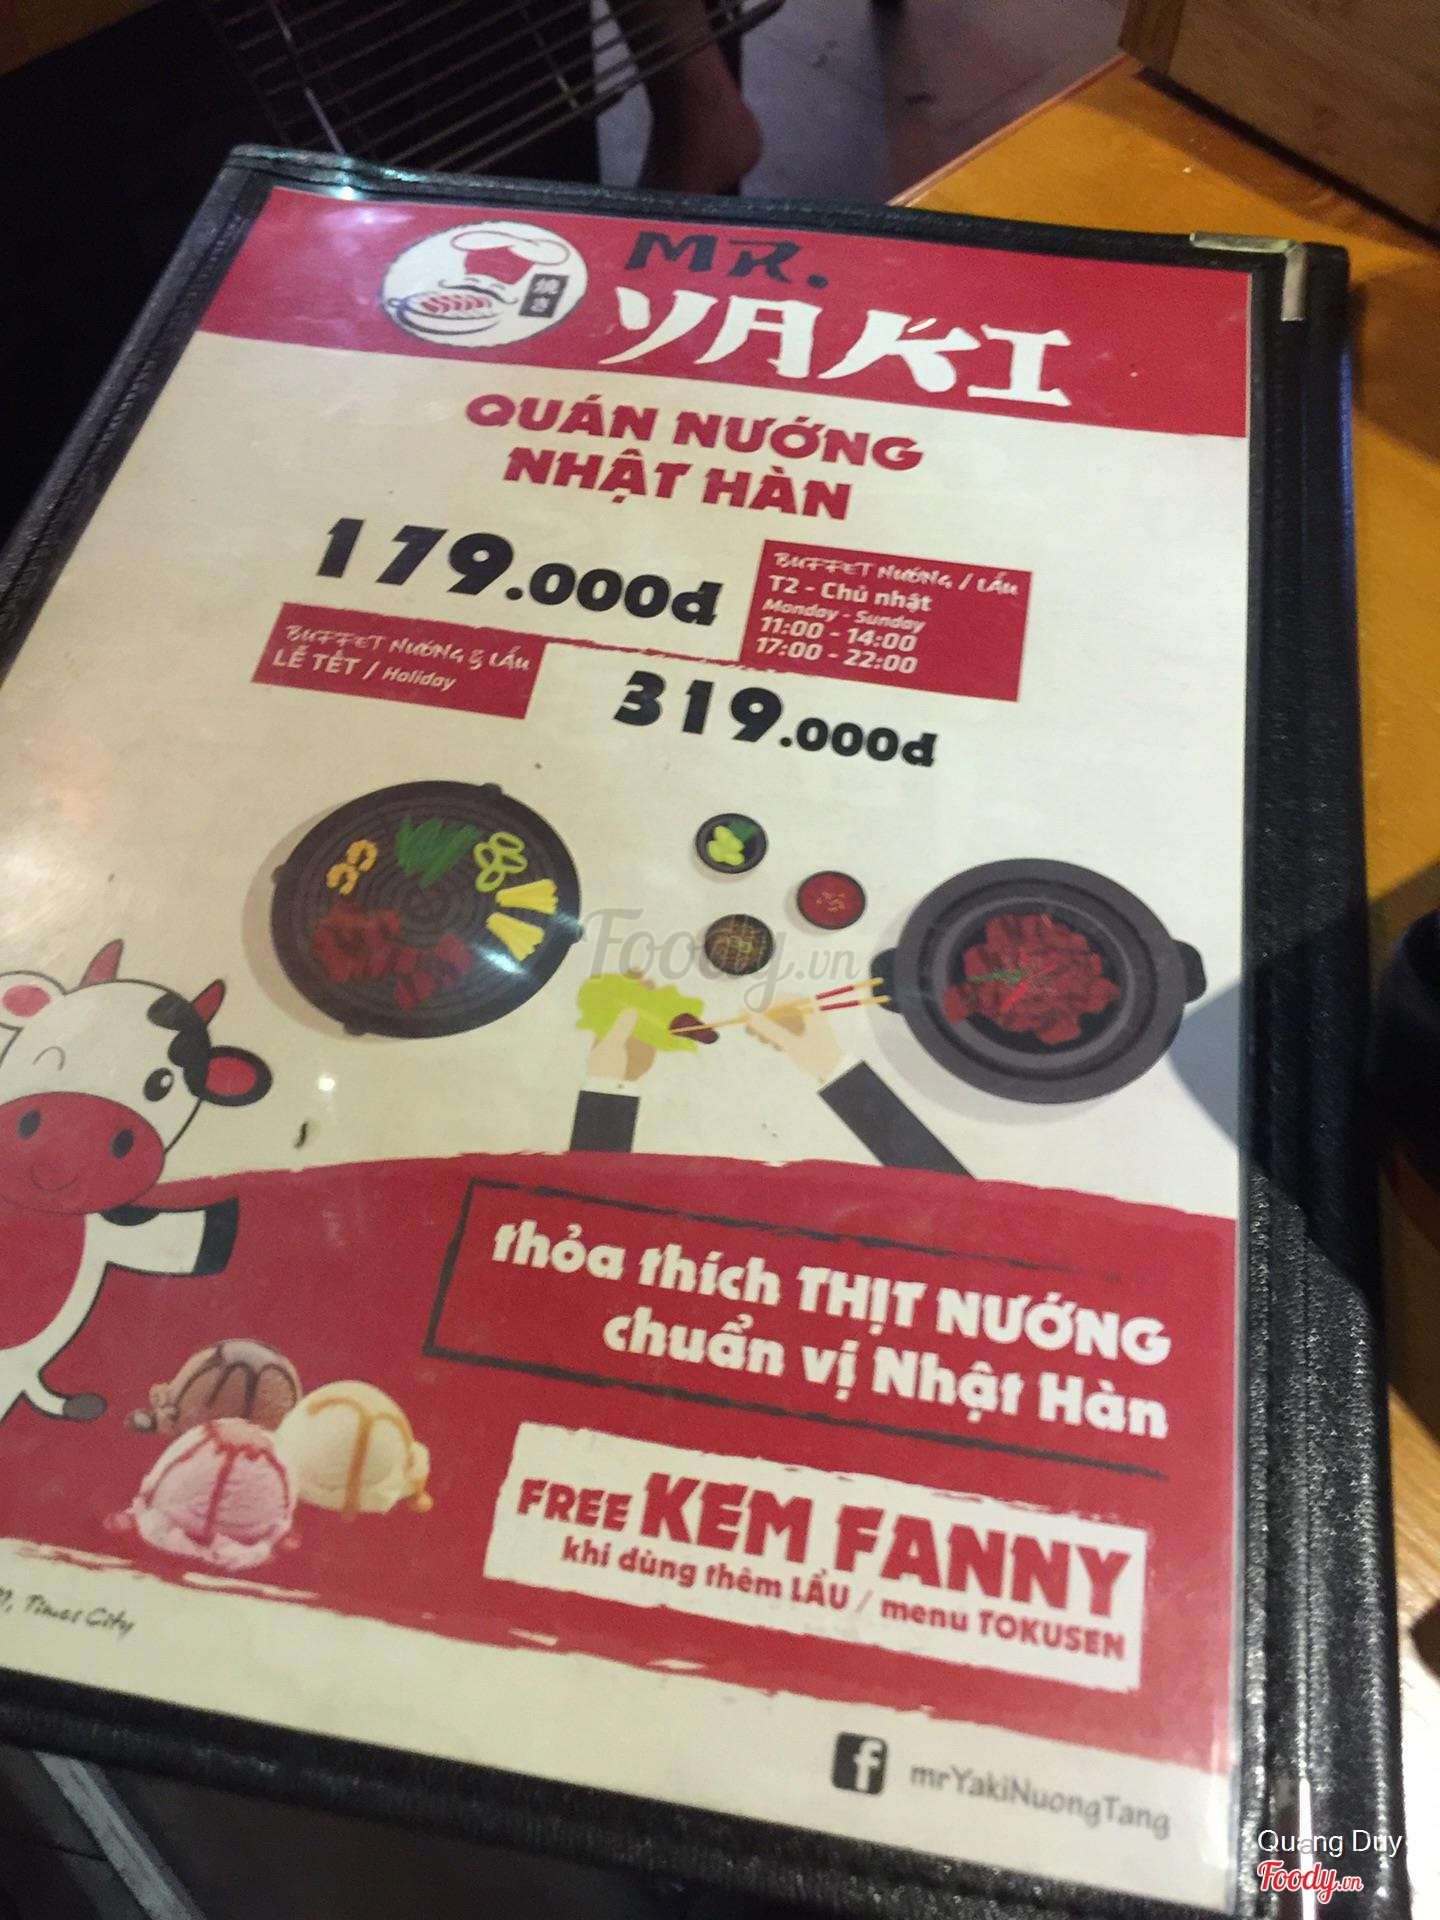 焼き
MR.
YAKI
QUÁN NƯỚNG
NHẬT HÀN
179.000đ
BUFFET NƯỚNG / LẨU
T2 - Chủ nhật
Monday - Sunday
11:00 - 14:00
17:00 - 22:00
BUFFET NƯỚNG & LẨU
LỄ TẾT / Holiday
319.000đ
Foody.vn
thỏa thích THỊT NƯỚNG
chuẩn vị Nhật Hàn
FREE KEM FANNY
khi dùng thêm LẨU / menu TOKUSEN
, Times City
f mrYakiNuongTang
Quang Duy
Foody.vn